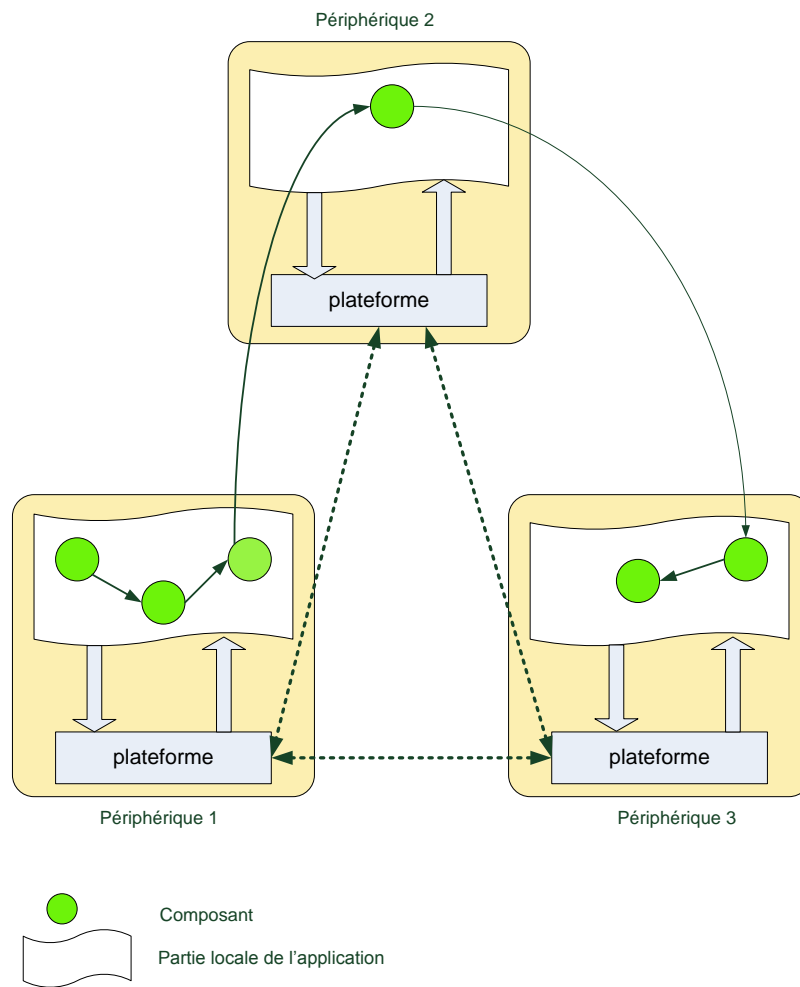 Périphérique 2
plateforme
plateforme
plateforme
Périphérique 1
Périphérique 3
Composant
Partie locale de l'application